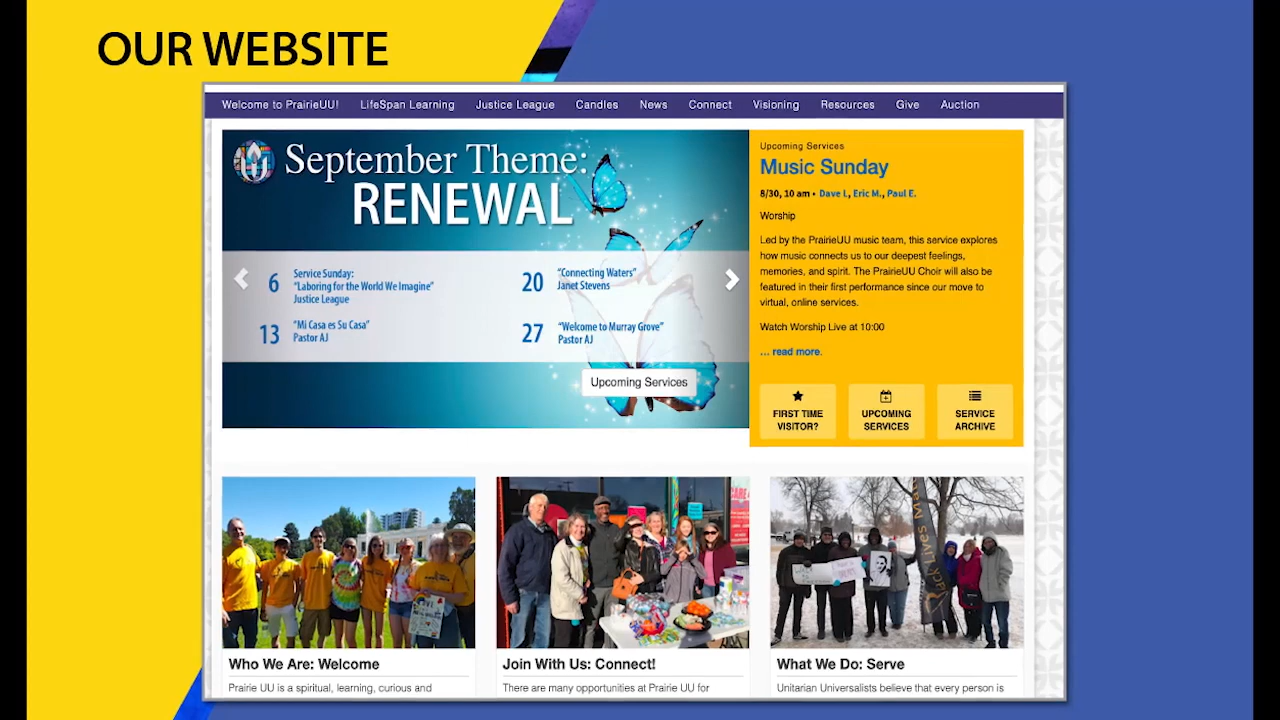 OUR WEBSITE
Welcome to PrairieUU! LifeSpan Learning Justice League Candles News Connect Visioning Resources Give Auction
September Theme:
RENEWAL
6 Service Sunday:
"Laboring for the World We Imagine"
Justice League
13 "Mi Casa es Su Casa"
Pastor AJ
20 "Connecting Waters"
Janet Stevens
27 "Welcome to Murray Grove"
Pastor AJ
Upcoming Services
Upcoming Services
Music Sunday
8/30, 10 am • Dave I., Eric M., Paul E.
Worship
Led by the PrairieUU music team, this service explores
how music connects us to our deepest feelings,
memories, and spirit. The PrairieUU Choir will also be
featured in their first performance since our move to
virtual, online services.
Watch Worship Live at 10:00
... read more.
FIRST TIME
VISITOR?
UPCOMING
SERVICES
SERVICE
ARCHIVE
Who We Are: Welcome
Prairie UU is a spiritual, learning, curious and
Join With Us: Connect!
There are many opportunities at Prairie UU for
What We Do: Serve
Unitarian Universalists believe that every person is